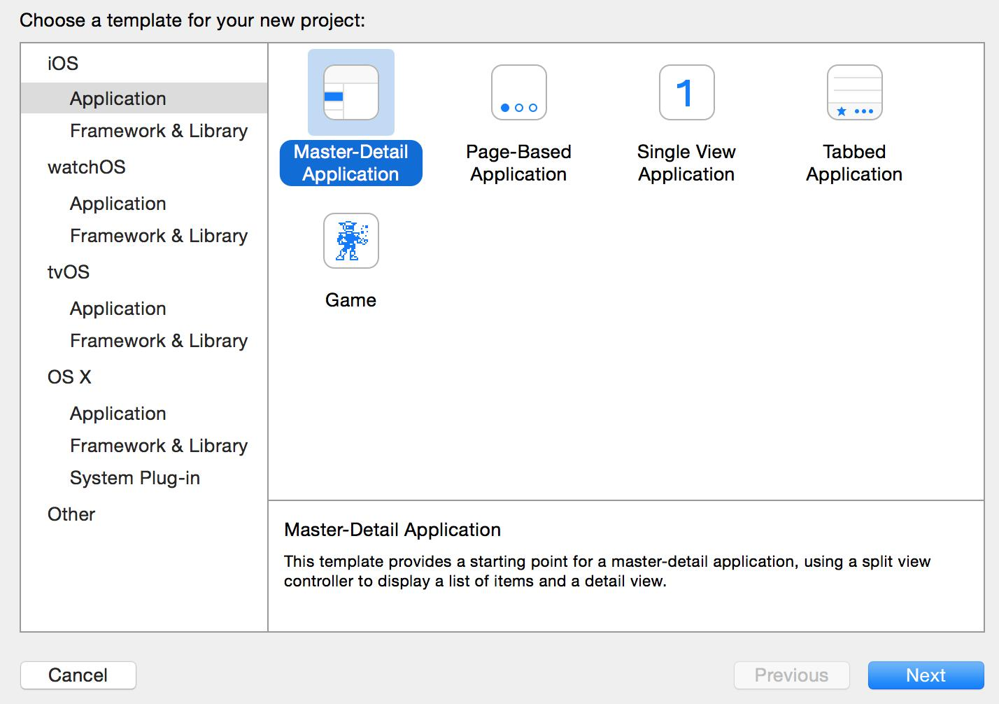 Choose a template for your new project:
iOS
Application
Framework & Library
watchOS
Application
Framework & Library
tvOS
Application
Framework & Library
OS X
Application
Framework & Library
System Plug-in
Other
Master-Detail
Application
Page-Based
Application
1
Single View
Application
Tabbed
Application
Game
Master-Detail Application
This template provides a starting point for a master-detail application, using a split view
controller to display a list of items and a detail view.
Cancel
Previous
Next